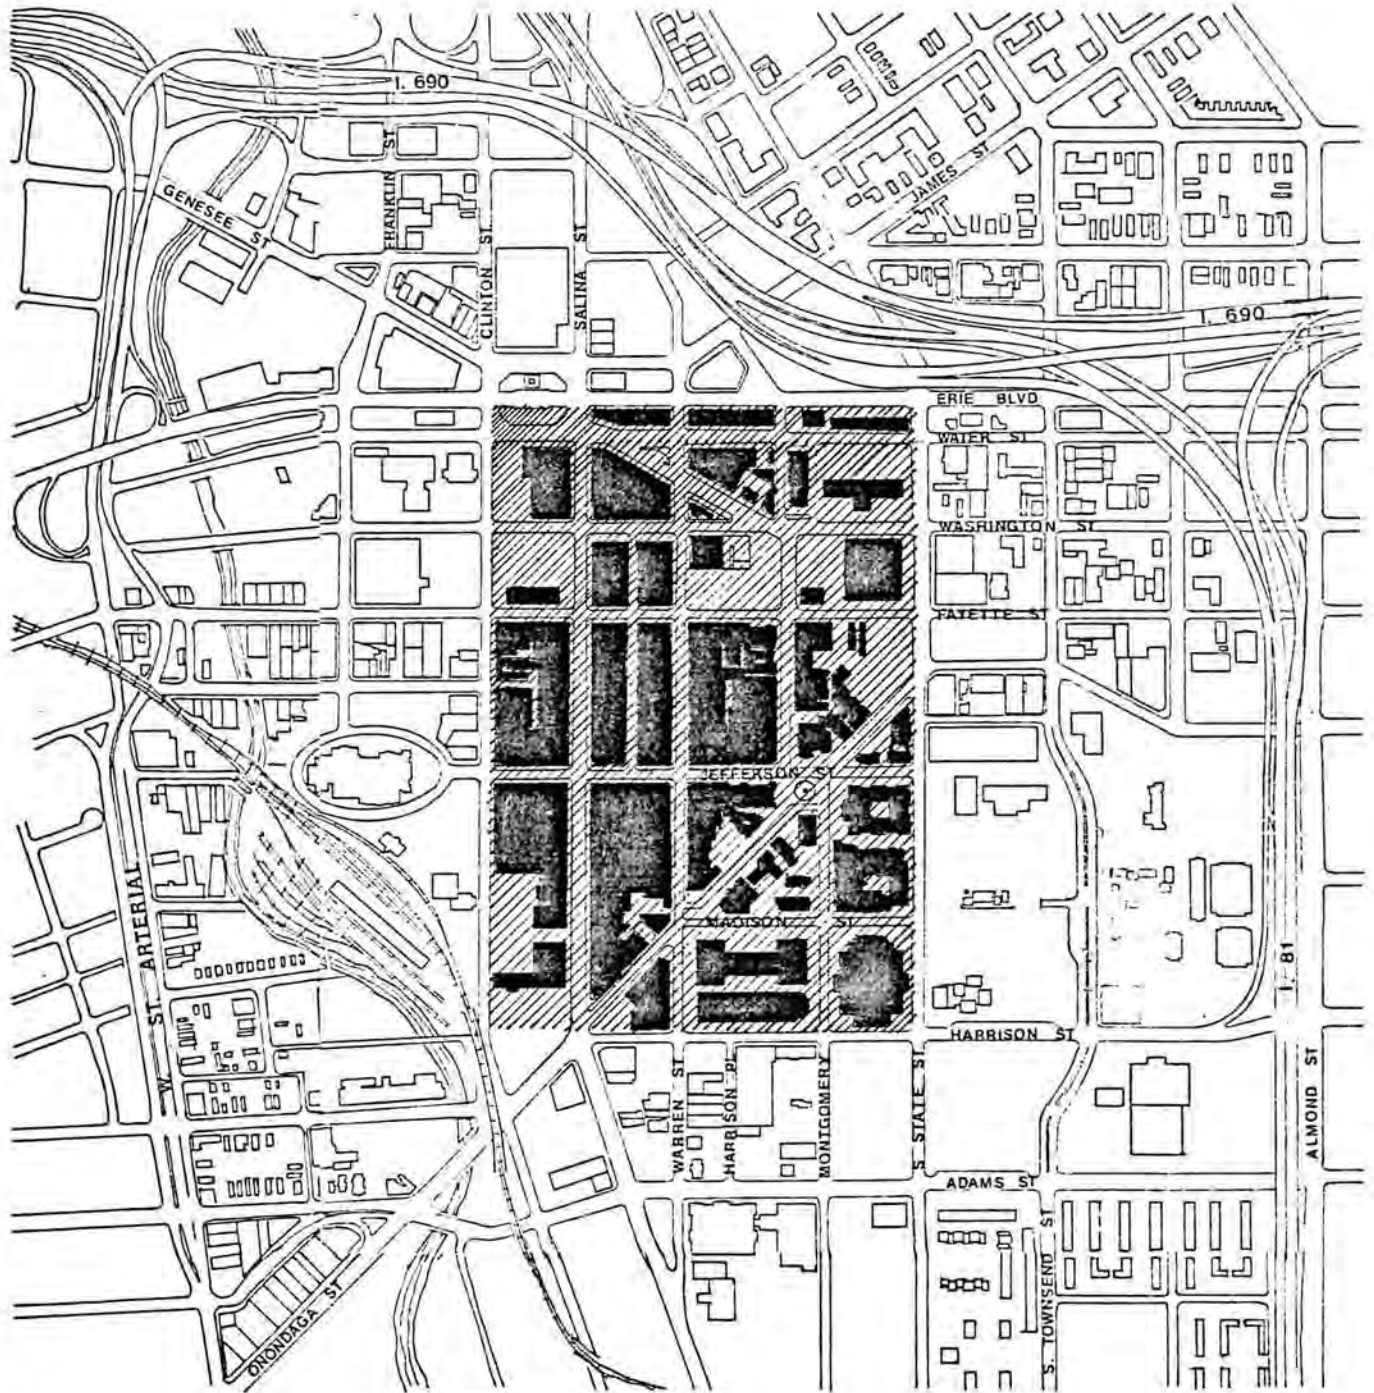 I. 690
FRANKLIN ST
JAMES ST
GENESEE ST
CLINTON ST.
SALINA ST
I. 690
ERIE BLVD
WATER ST
WASHINGTON ST
FAYETTE ST
JEFFERSON ST
W. ST ARTERIAL
MADISON ST
I. 81
HARRISON ST
WARREN ST
HARRISON PL
MONTGOMERY
S. STATE ST
ALMOND ST
ADAMS ST
S. TOWNSEND ST
ONONDAGA ST